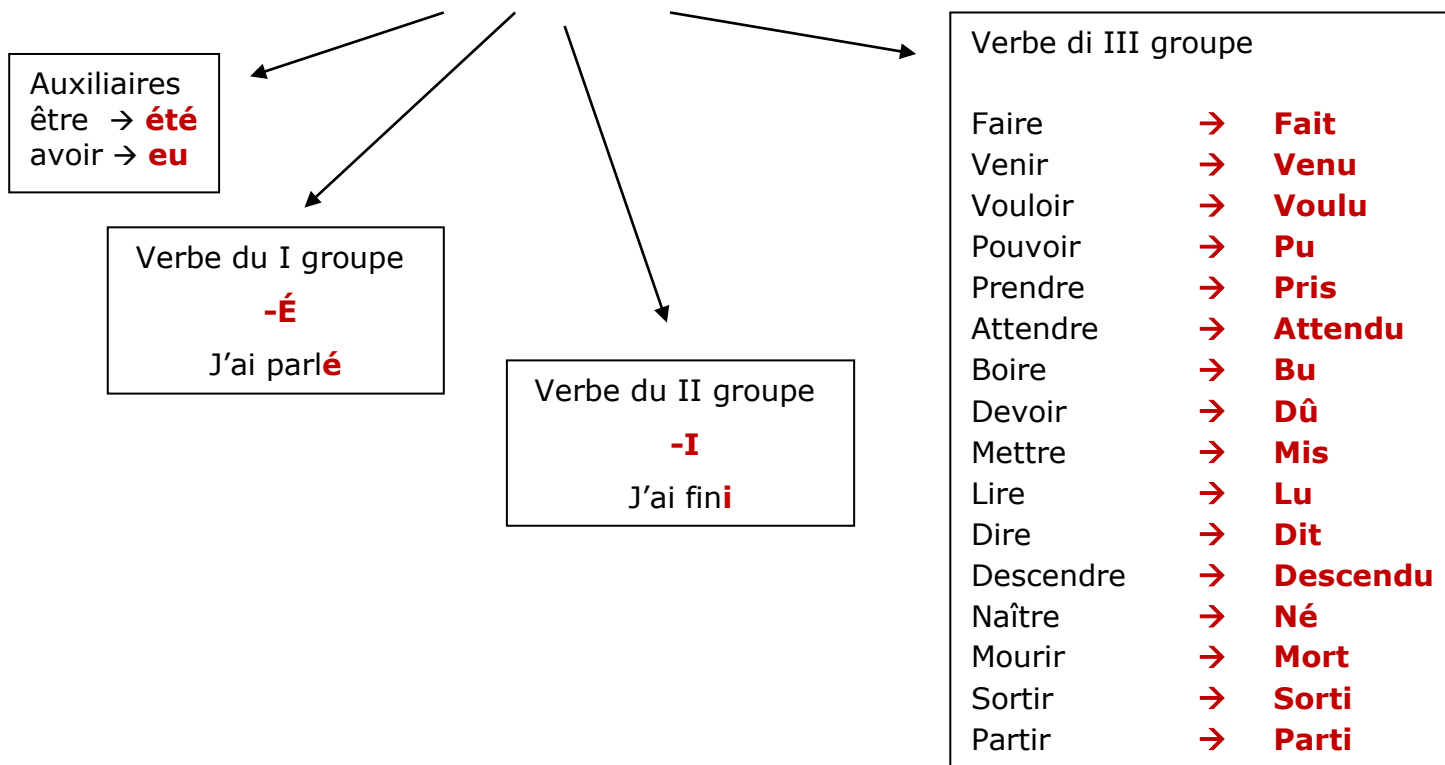 Auxiliaires
être → été
avoir → eu
Verbe du I groupe
-É
J’ai parlé
Verbe du II groupe
-I
J’ai fini
Verbe di III groupe
Faire → Fait
Venir → Venu
Vouloir → Voulu
Pouvoir → Pu
Prendre → Pris
Attendre → Attendu
Boire → Bu
Devoir → Dû
Mettre → Mis
Lire → Lu
Dire → Dit
Descendre → Descendu
Naître → Né
Mourir → Mort
Sortir → Sorti
Partir → Parti